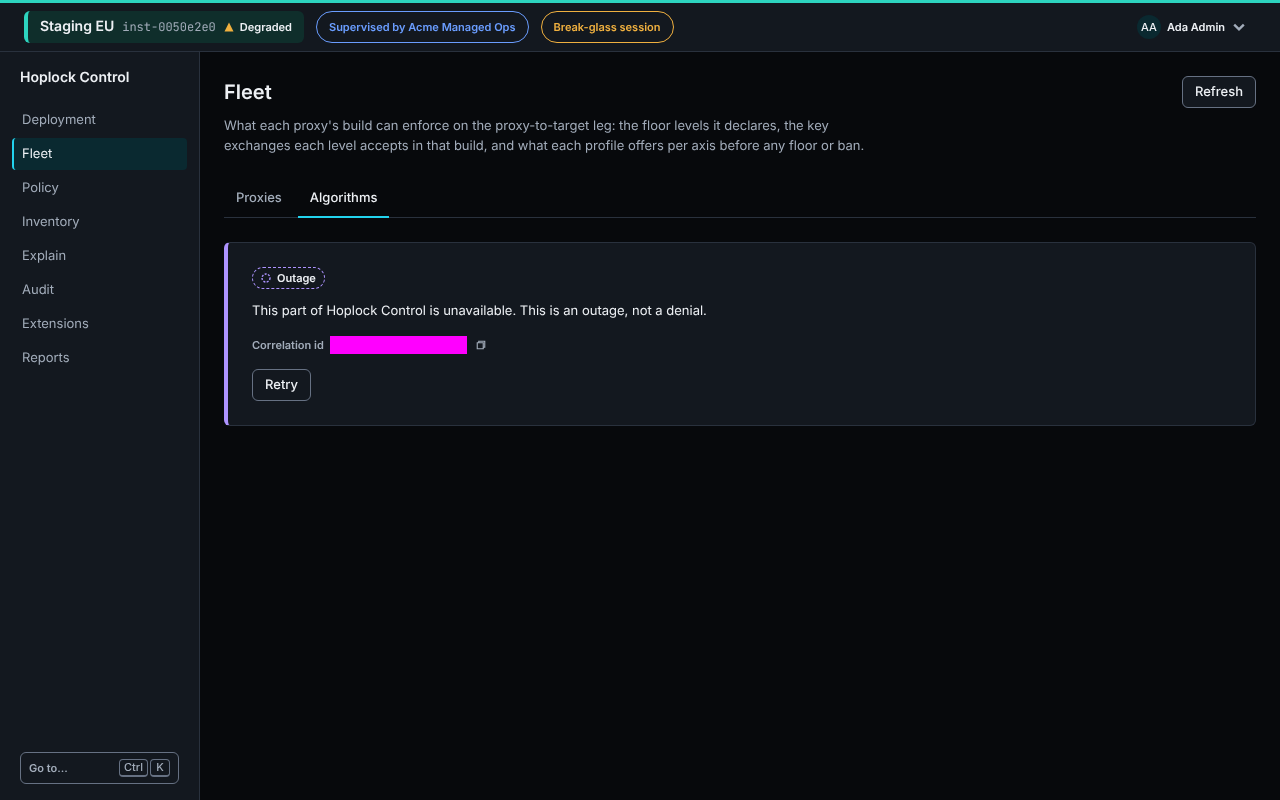 Staging EU inst-0050e2e0 Degraded
Supervised by Acme Managed Ops
Break-glass session
AA Ada Admin
Hoplock Control
Deployment
Fleet
Policy
Inventory
Explain
Audit
Extensions
Reports
Go to...
Ctrl K
Fleet
Refresh
What each proxy's build can enforce on the proxy-to-target leg: the floor levels it declares, the key
exchanges each level accepts in that build, and what each profile offers per axis before any floor or ban.
Proxies
Algorithms
Outage
This part of Hoplock Control is unavailable. This is an outage, not a denial.
Correlation id
Retry